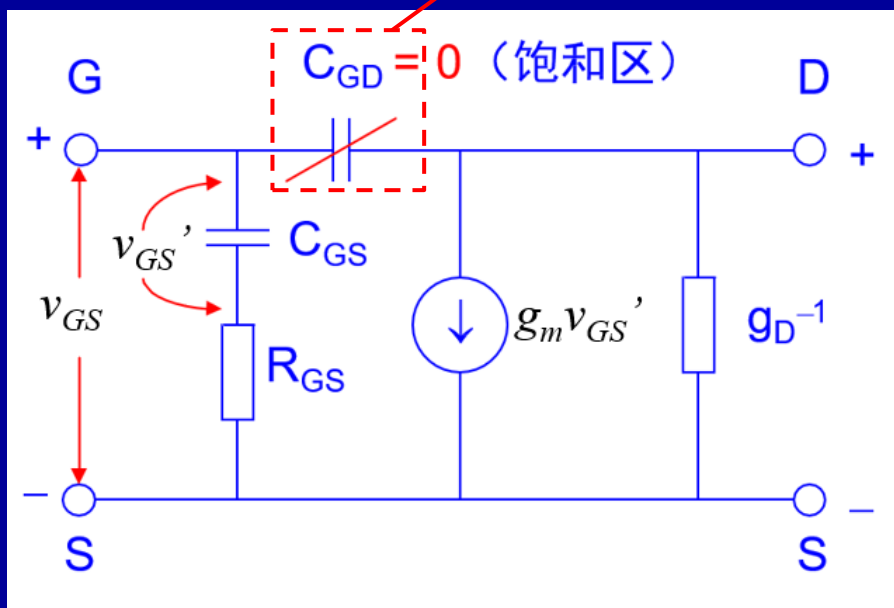 C_GD = 0 (饱和区)
G
D
+
+
v_GS’
C_GS
v_GS
g_m v_GS’
g_D⁻¹
R_GS
–
–
S
S